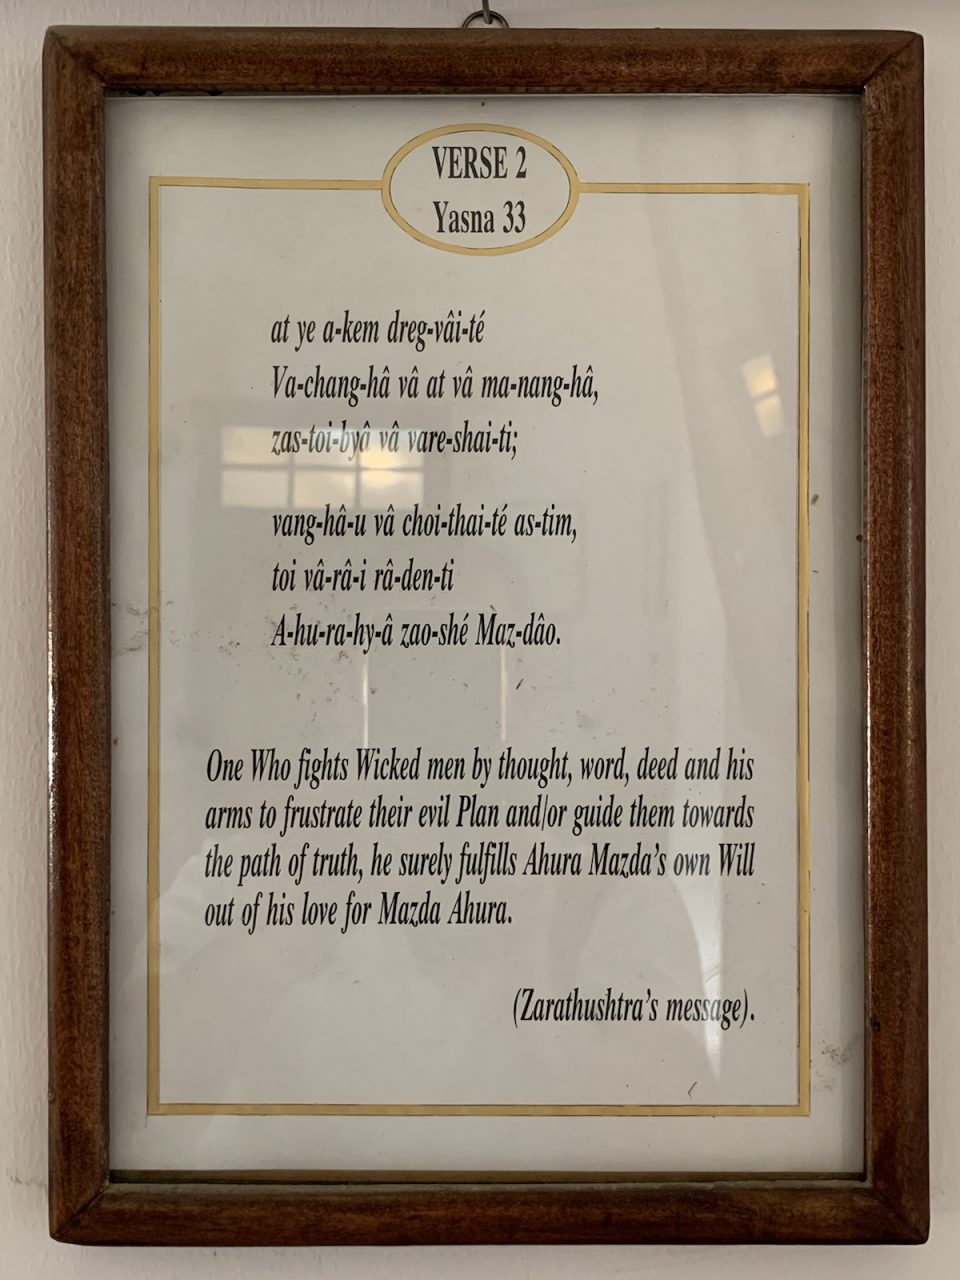 VERSE 2
Yasna 33
at ye a-kem dreg-vâi-té
Va-chang-hâ vâ at vâ ma-nang-hâ,
zas-toi-byâ vâ vare-shai-ti;
vang-hâ-u vâ choi-thai-té as-tim,
toi vâ-râ-i râ-den-ti
A-hu-ra-hy-â zao-shé Maz-dâo.
One Who fights Wicked men by thought, word, deed and his
arms to frustrate their evil Plan and/or guide them towards
the path of truth, he surely fulfills Ahura Mazda's own Will
out of his love for Mazda Ahura.
(Zarathushtra's message).